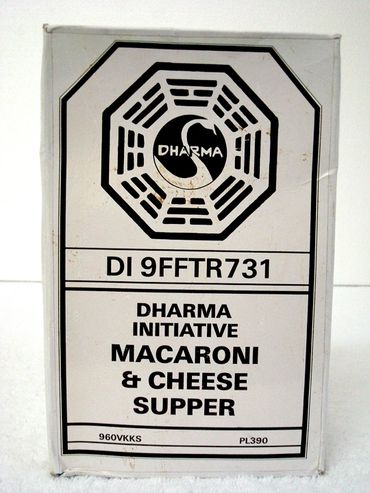 DHARMA
DI 9FFTR731
DHARMA
INITIATIVE
MACARONI
& CHEESE
SUPPER
960VKKS PL390